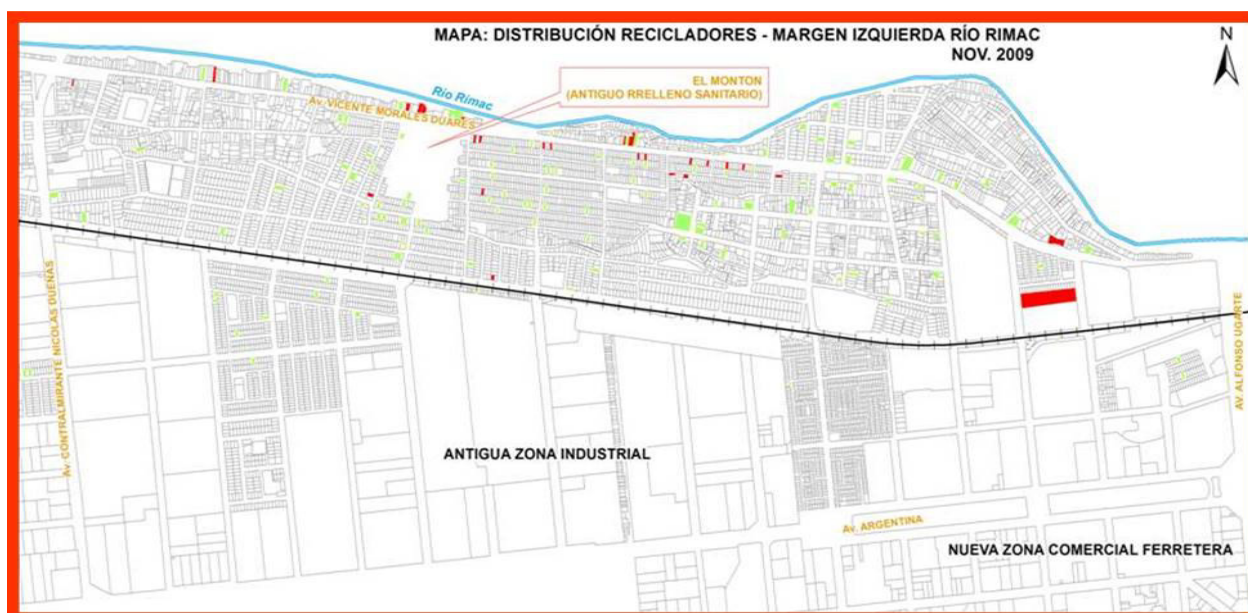 MAPA: DISTRIBUCIÓN RECICLADORES - MARGEN IZQUIERDA RÍO RIMAC
NOV. 2009
N
EL MONTON
(ANTIGUO RRELLENO SANITARIO)
Río Rimac
Av. VICENTE MORALES DUARES
Av. CONTRALMIRANTE NICOLAS DUEÑAS
AV. ALFONSO UGARTE
ANTIGUA ZONA INDUSTRIAL
Av. ARGENTINA
NUEVA ZONA COMERCIAL FERRETERA